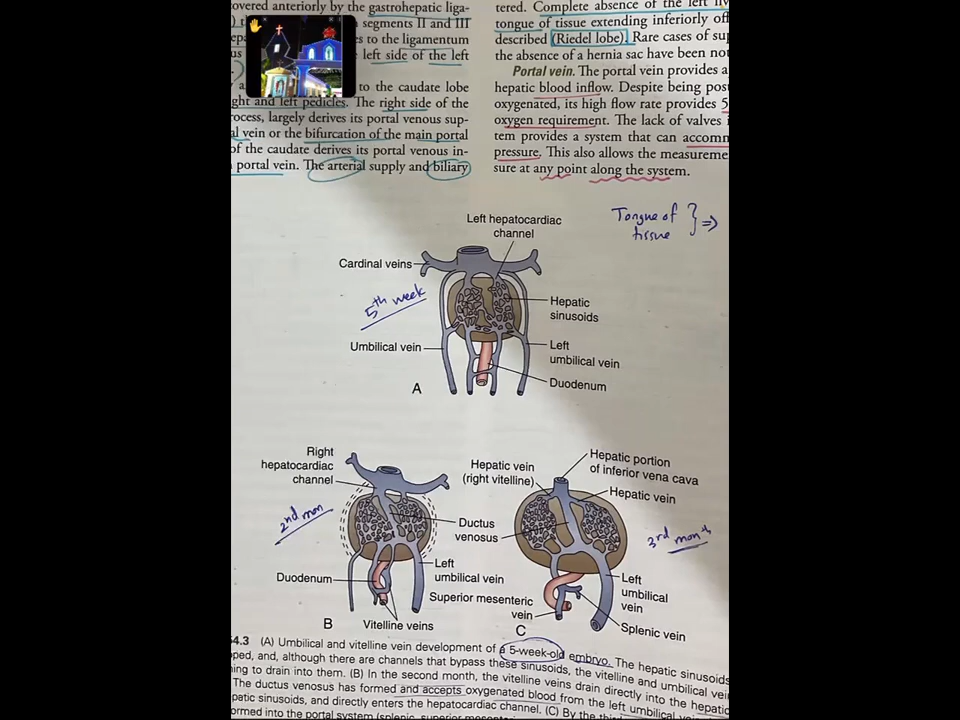 overed anteriorly by the gastrohepatic liga-
segments II and III
es to the ligamentum
left side of the left
to the caudate lobe
ght and left pedicles. The right side of the
rocess, largely derives its portal venous sup-
al vein or the bifurcation of the main portal
of the caudate derives its portal venous in-
portal vein. The arterial supply and biliary
tered. Complete absence of the left liv
tongue of tissue extending inferiorly off
described (Riedel lobe). Rare cases of sup
the absence of a hernia sac have been not
Portal vein. The portal vein provides a
hepatic blood inflow. Despite being pos
oxygenated, its high flow rate provides 5
oxygen requirement. The lack of valves i
tem provides a system that can accomm
pressure. This also allows the measureme
sure at any point along the system.
Tongue of
tissue } ⇒
Left hepatocardiac
channel
Cardinal veins
5th week
Hepatic
sinusoids
Umbilical vein
Left
umbilical vein
Duodenum
A
Right
hepatocardiac
channel
2nd mon
Ductus
venosus
Duodenum
Left
umbilical vein
Vitelline veins
B
Hepatic vein
(right vitelline)
Hepatic portion
of inferior vena cava
Hepatic vein
3rd mont
Superior mesenteric
vein
Left
umbilical
vein
Splenic vein
C
54.3 (A) Umbilical and vitelline vein development of a 5-week-old embryo. The hepatic sinusoids
ped, and, although there are channels that bypass these sinusoids, the vitelline and umbilical vei
ning to drain into them. (B) In the second month, the vitelline veins drain directly into the hepatic
The ductus venosus has formed and accepts oxygenated blood from the left umbilical vei
patic sinusoids, and directly enters the hepatocardiac channel. (C) By the thi
ormed into the portal system (splenic, superior